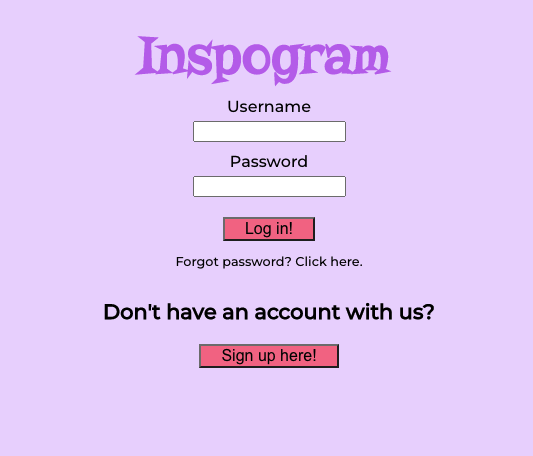 Inspogram
Username
Password
Log in!
Forgot password? Click here.
Don't have an account with us?
Sign up here!